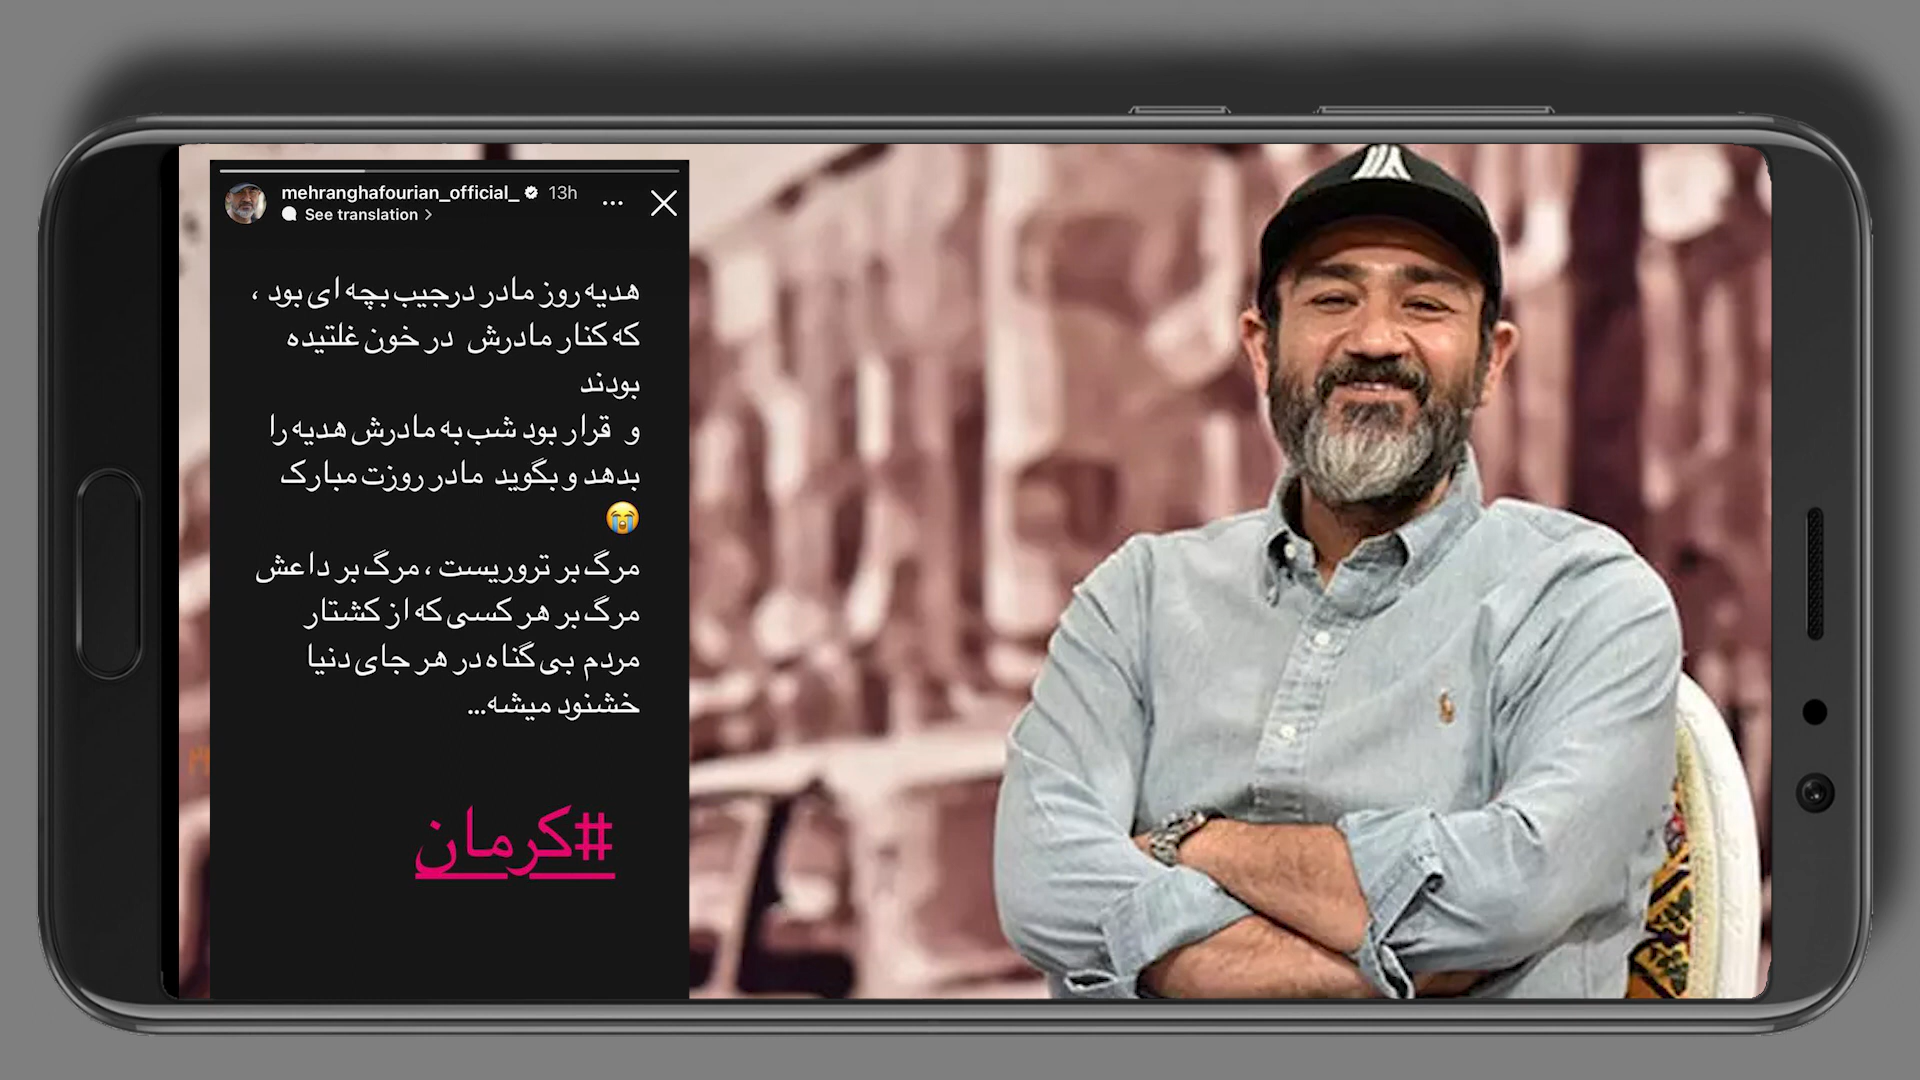 mehranghafourian_official_ 13h
See translation >
هدیه روز مادر درجیب بچه ای بود ،
که کنار مادرش در خون غلتیده
بودند
و قرار بود شب به مادرش هدیه را
بدهد و بگوید مادر روزت مبارک
😭
مرگ بر تروریست ، مرگ بر داعش
مرگ بر هر کسی که از کشتار
مردم بی گناه در هر جای دنیا
خشنود میشه...
#کرمان